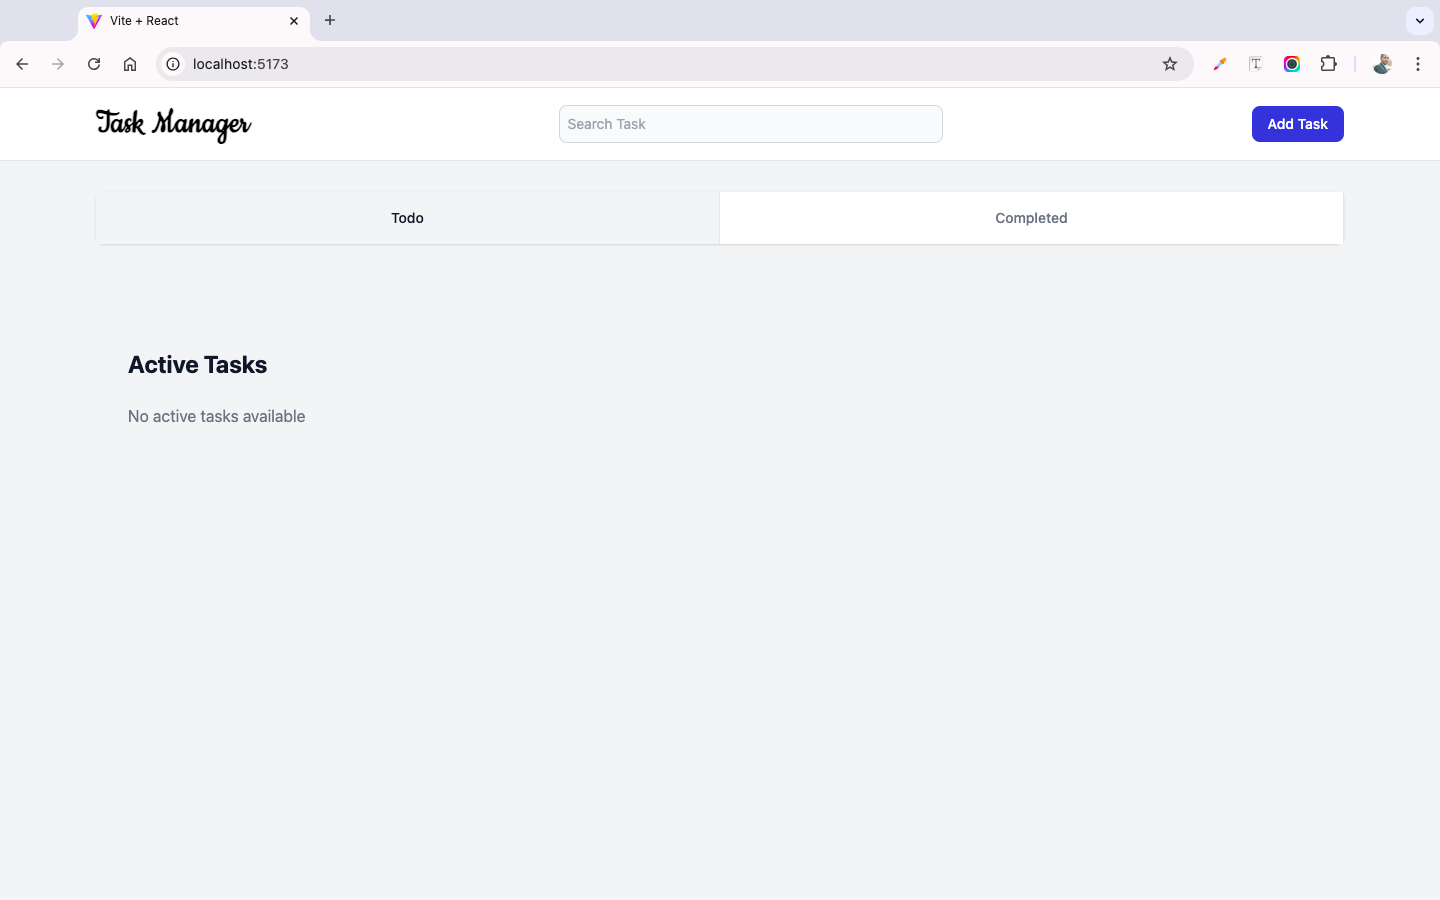 Vite + React
localhost:5173
Task Manager
Search Task
Add Task
Todo
Completed
Active Tasks
No active tasks available